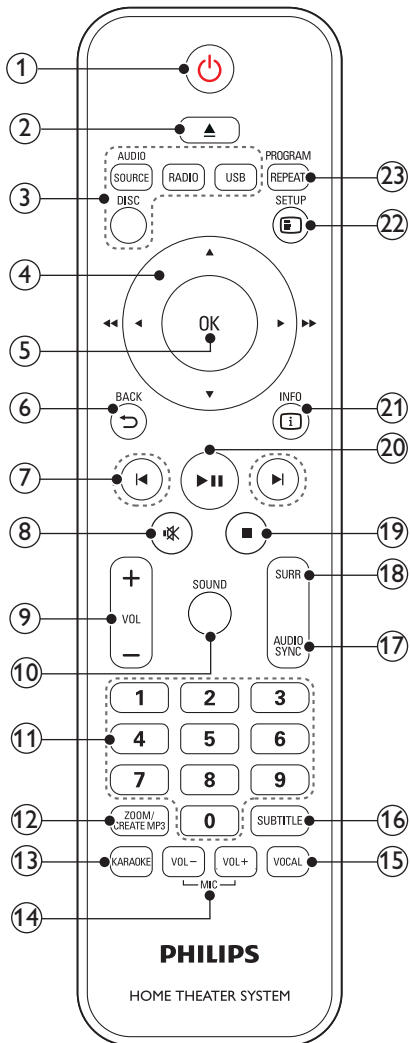 1
2
AUDIO
SOURCE
RADIO
USB
PROGRAM
REPEAT
23
3
DISC
SETUP
22
4
OK
5
BACK
6
INFO
21
20
7
8
19
+
VOL
−
9
SOUND
10
SURR
18
AUDIO
SYNC
17
1 2 3
4 5 6
7 8 9
11
0
ZOOM/
CREATE MP3
12
SUBTITLE
16
KARAOKE
13
VOL−
VOL+
MIC
14
VOCAL
15
PHILIPS
HOME THEATER SYSTEM